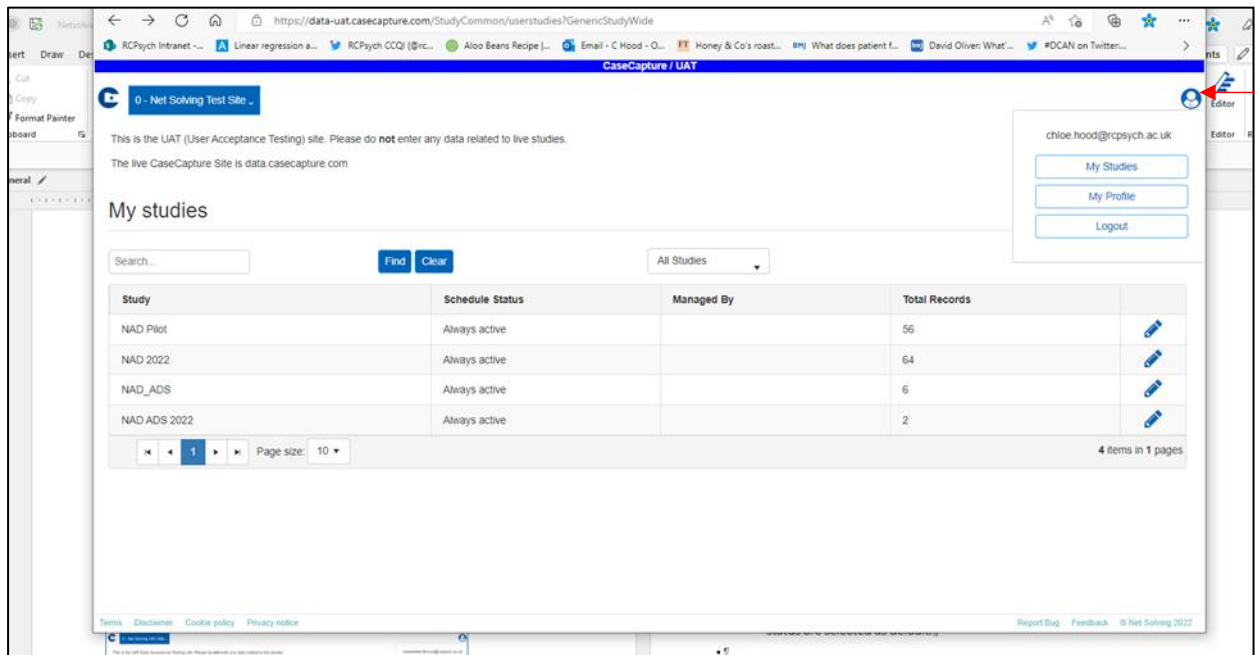 https://data-uat.casecapture.com/StudyCommon/userstudies?GenericStudyWide
RCPsych Intranet -... Linear regression a... RCPsych CCQI (@rc... Aloo Beans Recipe |... Email - C Hood - O... Honey & Co's roast... What does patient f... David Oliver: What'... #DCAN on Twitter:...
CaseCapture / UAT
0 - Net Solving Test Site
This is the UAT (User Acceptance Testing) site. Please do not enter any data related to live studies.
The live CaseCapture Site is data.casecapture.com
chloe.hood@rcpsych.ac.uk
My Studies
My Profile
Logout
My studies
Search... Find Clear All Studies
Study Schedule Status Managed By Total Records
NAD Pilot Always active 56
NAD 2022 Always active 64
NAD_ADS Always active 6
NAD ADS 2022 Always active 2
1 Page size: 10 4 items in 1 pages
Terms Disclaimer Cookie policy Privacy notice Report Bug Feedback © Net Solving 2022
sert Draw Des
Cut
Copy
Format Painter
board
neral
nts
Editor
Editor